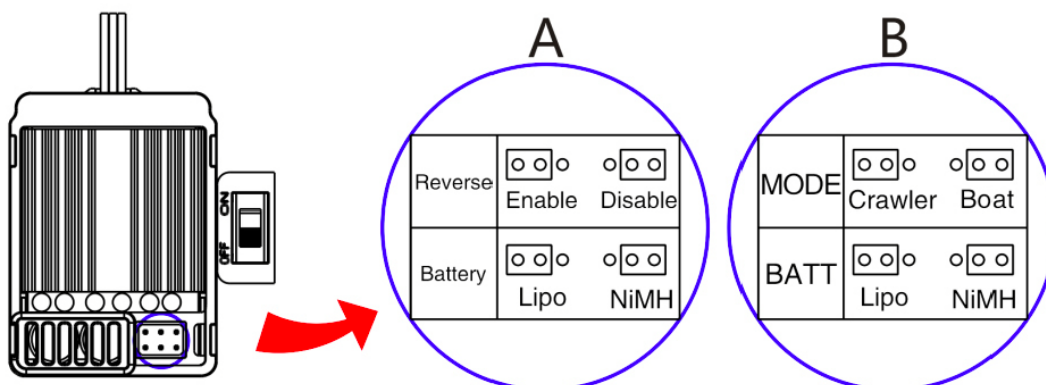 A
B
ON
OFF
Reverse
Enable
Disable
Battery
Lipo
NiMH
MODE
Crawler
Boat
BATT
Lipo
NiMH